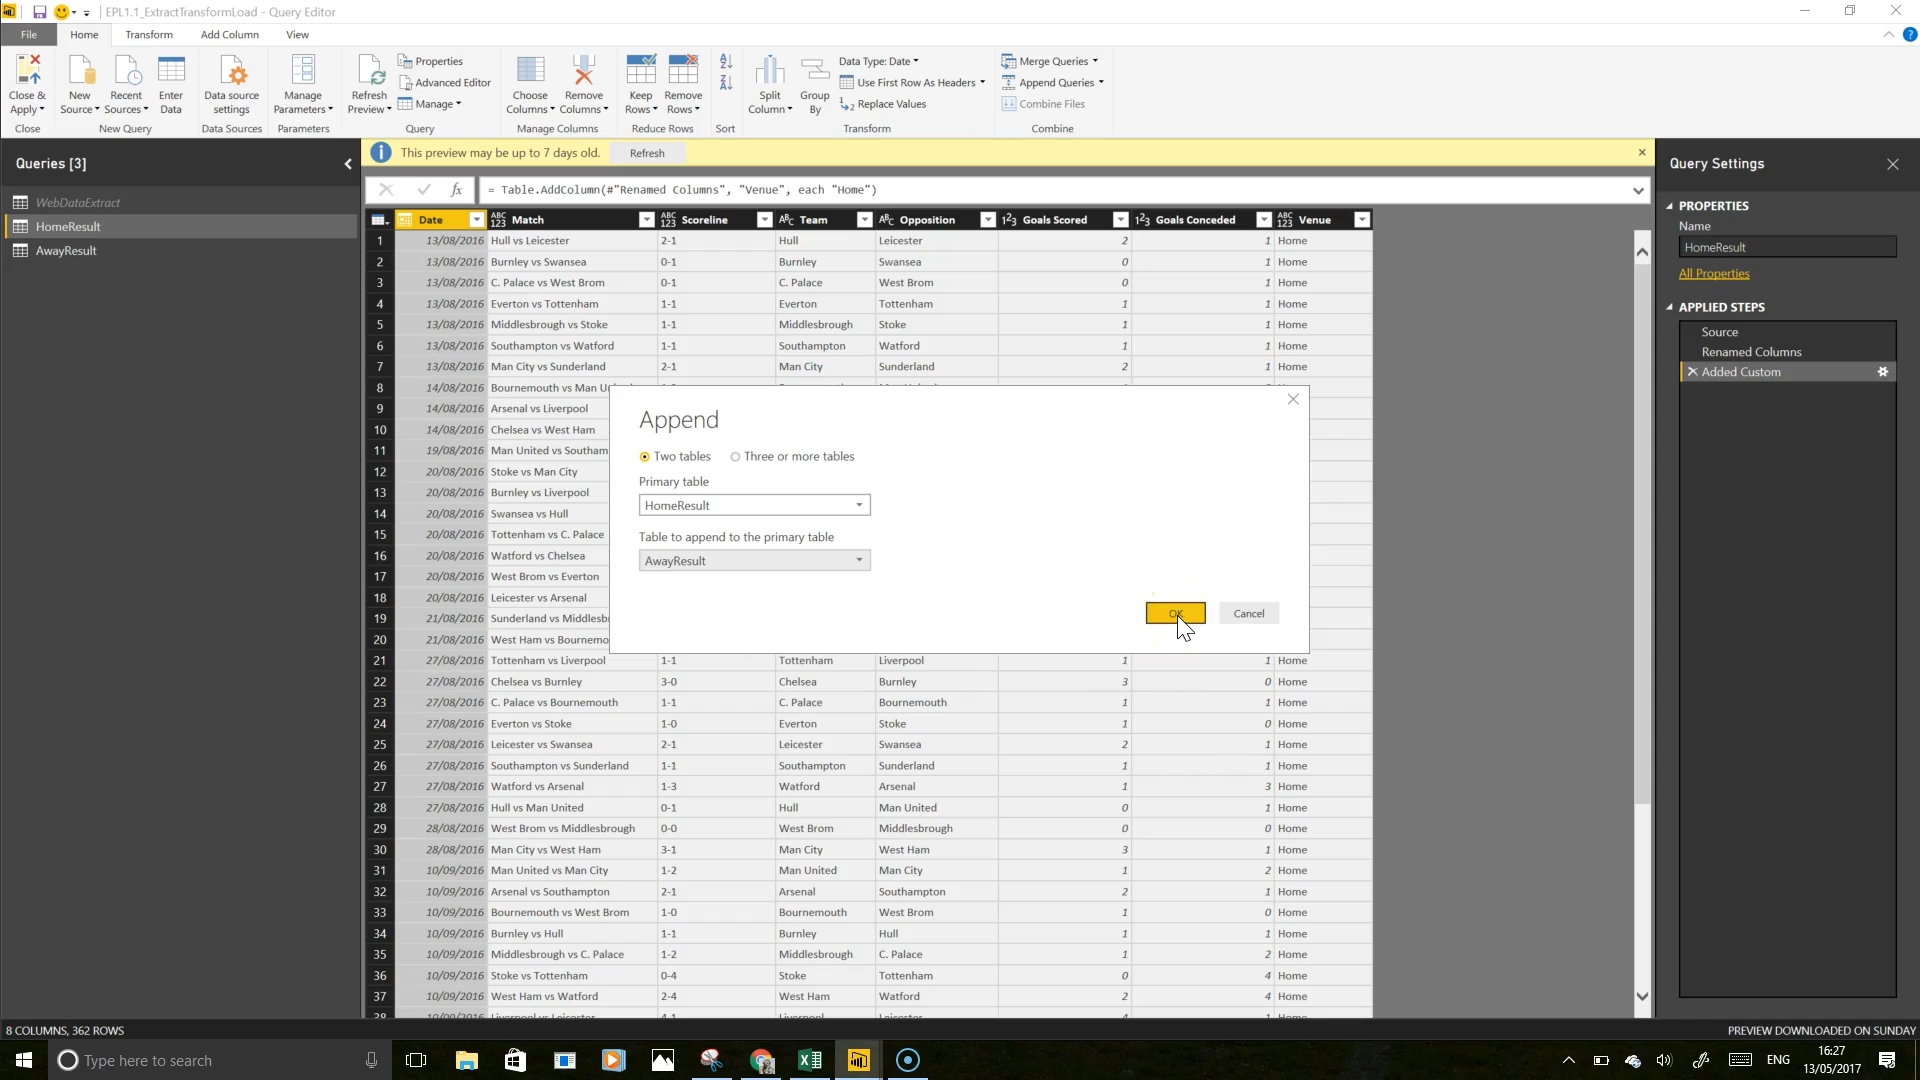 EPL1.1_ExtractTransformLoad - Query Editor
File Home Transform Add Column View
Close & Apply
New Source
Recent Sources
Enter Data
Data source settings
Manage Parameters
Refresh Preview
Properties
Advanced Editor
Manage
Choose Columns
Remove Columns
Keep Rows
Remove Rows
Split Column
Group By
Data Type: Date
Use First Row As Headers
Replace Values
Merge Queries
Append Queries
Combine Files
Close New Query Data Sources Parameters Query Manage Columns Reduce Rows Sort Transform Combine
Queries [3]
WebDataExtract
HomeResult
AwayResult
This preview may be up to 7 days old. Refresh
fx = Table.AddColumn(#"Renamed Columns", "Venue", each "Home")
Date Match Scoreline Team Opposition Goals Scored Goals Conceded Venue
1 13/08/2016 Hull vs Leicester 2-1 Hull Leicester 2 1 Home
2 13/08/2016 Burnley vs Swansea 0-1 Burnley Swansea 0 1 Home
3 13/08/2016 C. Palace vs West Brom 0-1 C. Palace West Brom 0 1 Home
4 13/08/2016 Everton vs Tottenham 1-1 Everton Tottenham 1 1 Home
5 13/08/2016 Middlesbrough vs Stoke 1-1 Middlesbrough Stoke 1 1 Home
6 13/08/2016 Southampton vs Watford 1-1 Southampton Watford 1 1 Home
7 13/08/2016 Man City vs Sunderland 2-1 Man City Sunderland 2 1 Home
8 14/08/2016 Bournemouth vs Man U
9 14/08/2016 Arsenal vs Liverpool
10 14/08/2016 Chelsea vs West Ham
11 19/08/2016 Man United vs Southam
12 20/08/2016 Stoke vs Man City
13 20/08/2016 Burnley vs Liverpool
14 20/08/2016 Swansea vs Hull
15 20/08/2016 Tottenham vs C. Palace
16 20/08/2016 Watford vs Chelsea
17 20/08/2016 West Brom vs Everton
18 20/08/2016 Leicester vs Arsenal
19 21/08/2016 Sunderland vs Middlesb
20 21/08/2016 West Ham vs Bournemo
21 27/08/2016 Tottenham vs Liverpool 1-1 Tottenham Liverpool 1 1 Home
22 27/08/2016 Chelsea vs Burnley 3-0 Chelsea Burnley 3 0 Home
23 27/08/2016 C. Palace vs Bournemouth 1-1 C. Palace Bournemouth 1 1 Home
24 27/08/2016 Everton vs Stoke 1-0 Everton Stoke 1 0 Home
25 27/08/2016 Leicester vs Swansea 2-1 Leicester Swansea 2 1 Home
26 27/08/2016 Southampton vs Sunderland 1-1 Southampton Sunderland 1 1 Home
27 27/08/2016 Watford vs Arsenal 1-3 Watford Arsenal 1 3 Home
28 27/08/2016 Hull vs Man United 0-1 Hull Man United 0 1 Home
29 28/08/2016 West Brom vs Middlesbrough 0-0 West Brom Middlesbrough 0 0 Home
30 28/08/2016 Man City vs West Ham 3-1 Man City West Ham 3 1 Home
31 10/09/2016 Man United vs Man City 1-2 Man United Man City 1 2 Home
32 10/09/2016 Arsenal vs Southampton 2-1 Arsenal Southampton 2 1 Home
33 10/09/2016 Bournemouth vs West Brom 1-0 Bournemouth West Brom 1 0 Home
34 10/09/2016 Burnley vs Hull 1-1 Burnley Hull 1 1 Home
35 10/09/2016 Middlesbrough vs C. Palace 1-2 Middlesbrough C. Palace 1 2 Home
36 10/09/2016 Stoke vs Tottenham 0-4 Stoke Tottenham 0 4 Home
37 10/09/2016 West Ham vs Watford 2-4 West Ham Watford 2 4 Home
Append
Two tables Three or more tables
Primary table
HomeResult
Table to append to the primary table
AwayResult
OK Cancel
Query Settings
PROPERTIES
Name
HomeResult
All Properties
APPLIED STEPS
Source
Renamed Columns
Added Custom
8 COLUMNS, 362 ROWS
PREVIEW DOWNLOADED ON SUNDAY
Type here to search
ENG
16:27
13/05/2017